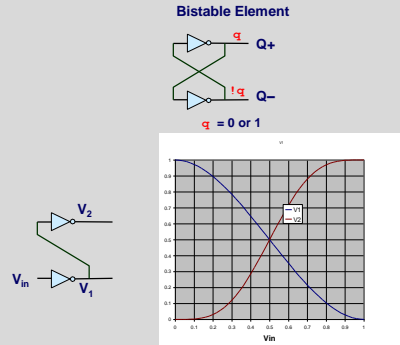 Bistable Element
q
Q+
!q
Q–
q = 0 or 1
V1
1
0.9
0.8
0.7
0.6
0.5
0.4
0.3
0.2
0.1
0
V1
V2
0 0.1 0.2 0.3 0.4 0.5 0.6 0.7 0.8 0.9 1
Vin
V2
Vin
V1